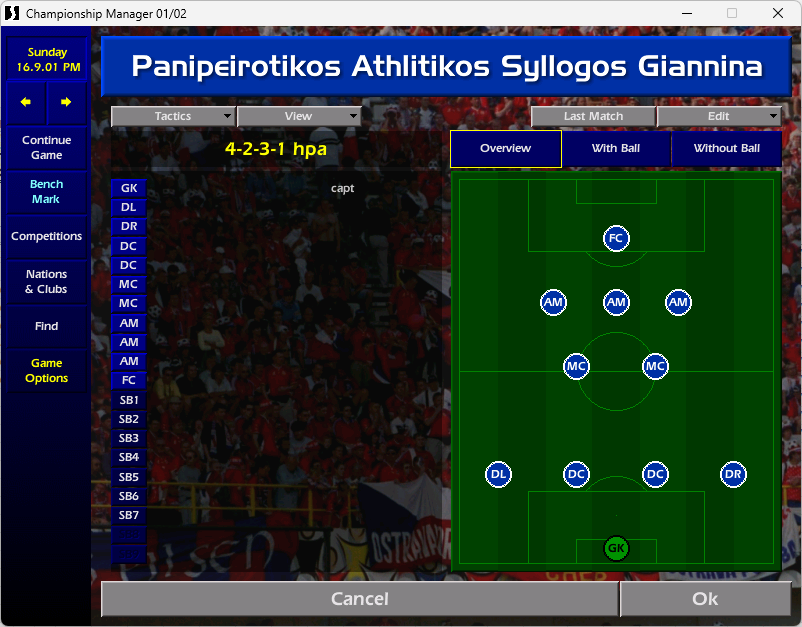 Championship Manager 01/02
Sunday
16.9.01 PM
Continue
Game
Bench
Mark
Competitions
Nations
& Clubs
Find
Game
Options
Panipeirotikos Athlitikos Syllogos Giannina
Tactics
View
Last Match
Edit
4-2-3-1 hpa
Overview
With Ball
Without Ball
GK
capt
DL
DR
DC
DC
MC
MC
AM
AM
AM
FC
SB1
SB2
SB3
SB4
SB5
SB6
SB7
FC
AM AM AM
MC MC
DL DC DC DR
GK
Cancel
Ok